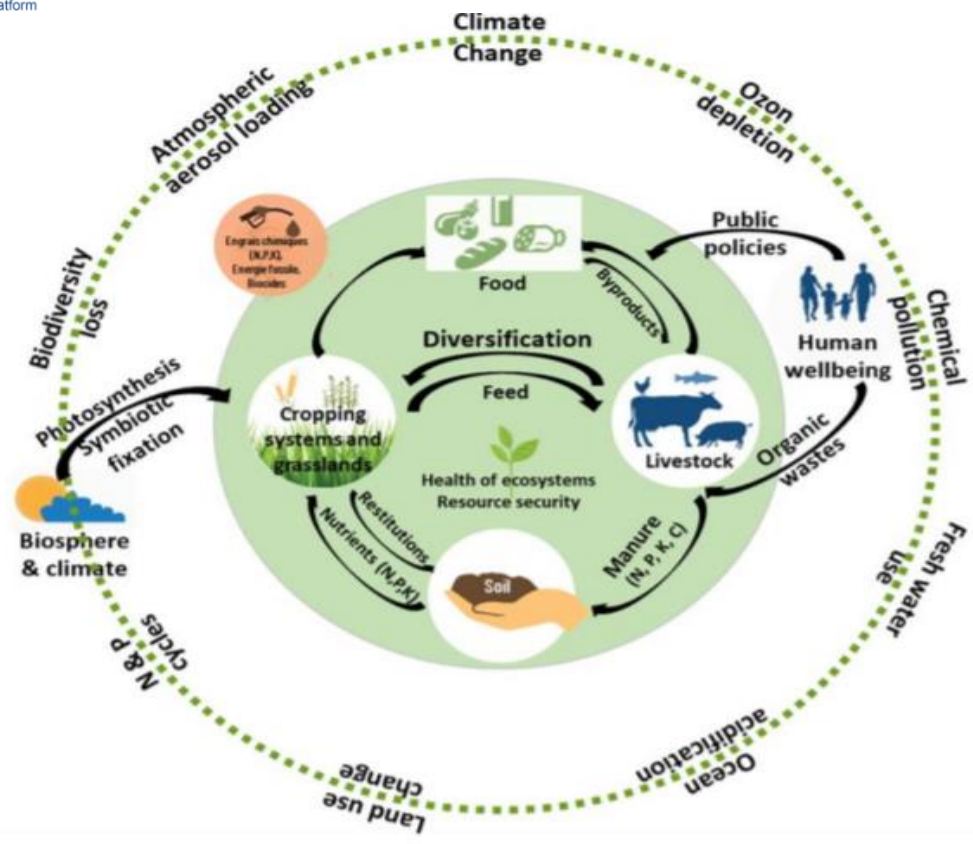 atform
Climate
Change
Atmospheric
aerosol loading
Ozon
depletion
Engrais chimiques
(N,P,K),
Energie fossile,
Biocides
Food
Byproducts
Public
policies
Biodiversity
loss
Human
wellbeing
Chemical
pollution
Diversification
Feed
Photosynthesis
Symbiotic
fixation
Cropping
systems and
grasslands
Livestock
Organic
wastes
Health of ecosystems
Resource security
Biosphere
& climate
Restitutions
Nutrients (N,P,K)
Soil
Manure
(N, P, K, C)
Fresh water
use
N & P
cycles
Ocean
acidification
Land use
change